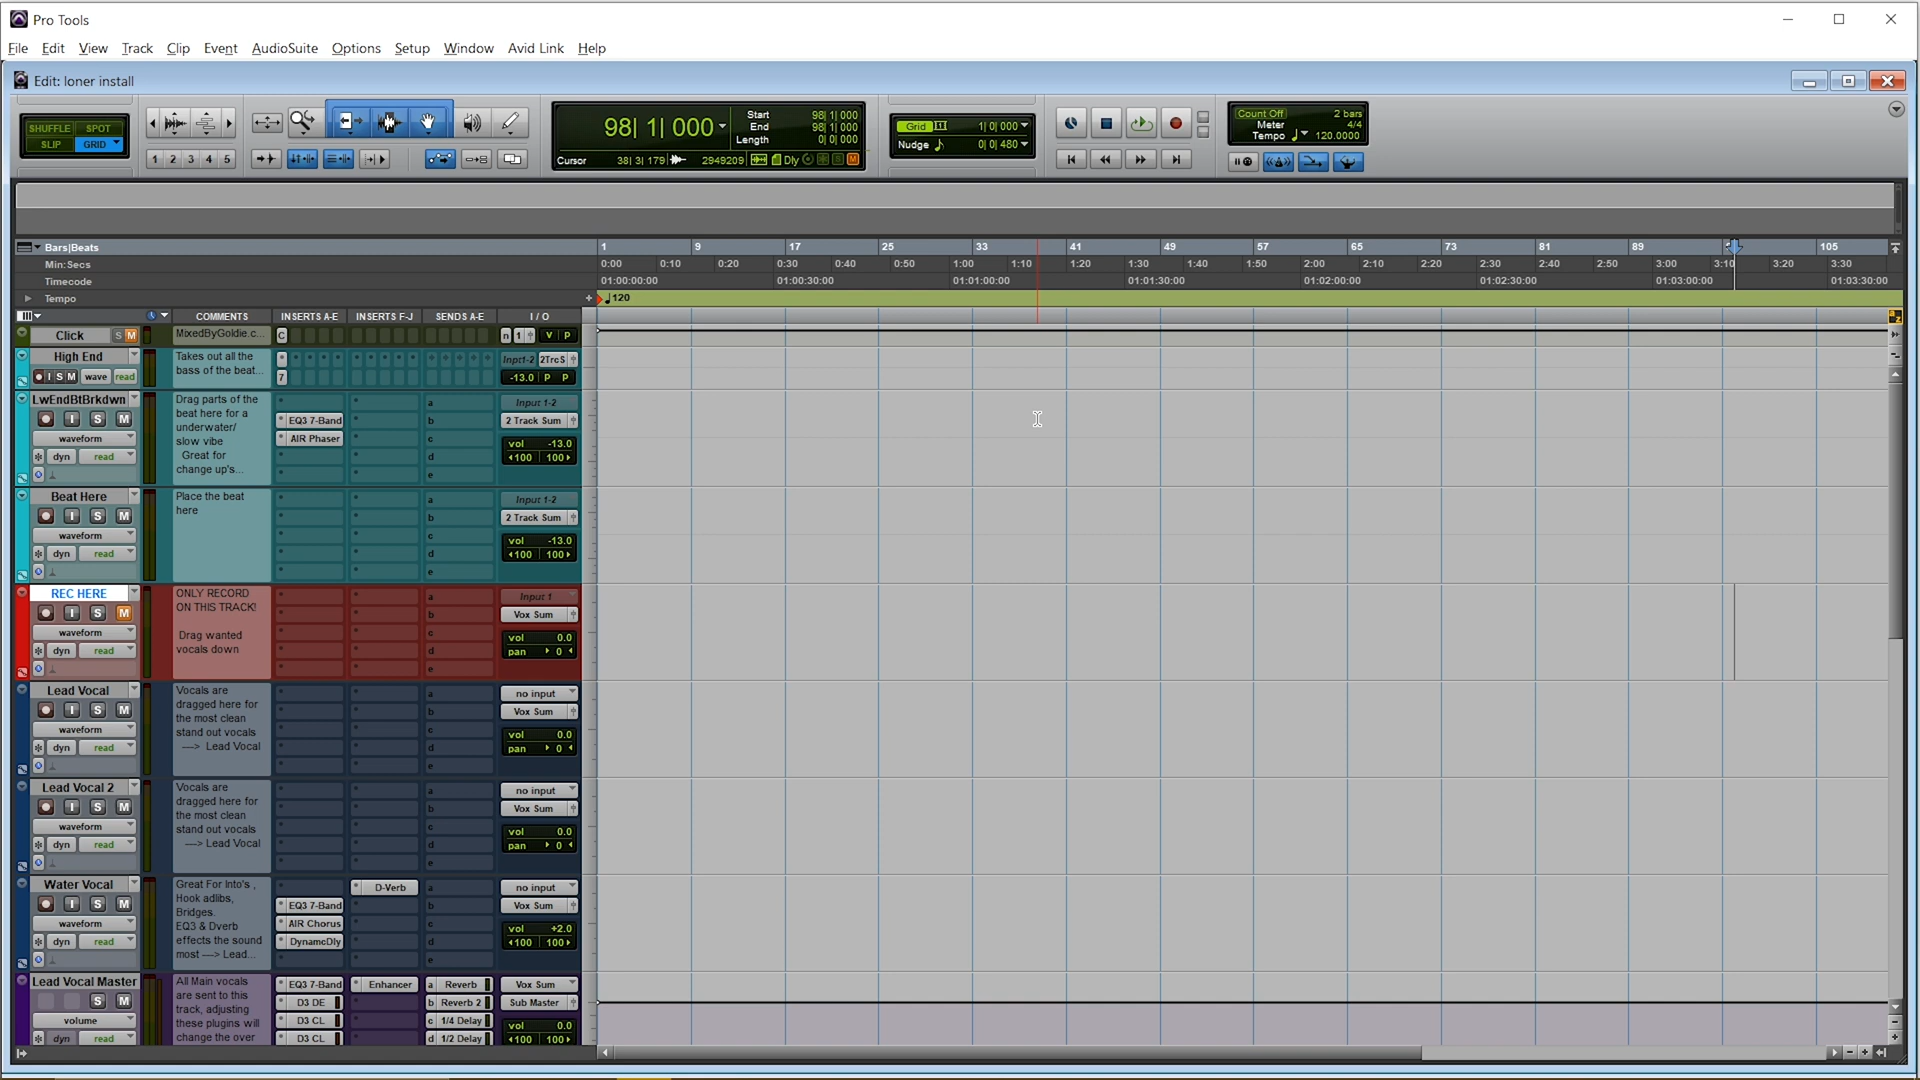 Pro Tools
File Edit View Track Clip Event AudioSuite Options Setup Window Avid Link Help
Edit: loner install
SHUFFLE SPOT
SLIP GRID
1 2 3 4 5
98| 1| 000
Start 98| 1| 000
End 98| 1| 000
Length 0| 0| 000
Cursor 38| 3| 179 2949209 Dly
Grid 1| 0| 000
Nudge 0| 0| 480
Count Off 2 bars
Meter 4/4
Tempo 120.0000
Bars|Beats 1 9 17 25 33 41 49 57 65 73 81 89 105
Min:Secs 0:00 0:10 0:20 0:30 0:40 0:50 1:00 1:10 1:20 1:30 1:40 1:50 2:00 2:10 2:20 2:30 2:40 2:50 3:00 3:10 3:20 3:30
Timecode 01:00:00:00 01:00:30:00 01:01:00:00 01:01:30:00 01:02:00:00 01:02:30:00 01:03:00:00 01:03:30:00
Tempo 120
COMMENTS INSERTS A-E INSERTS F-J SENDS A-E I / O
Click S M MixedByGoldie.c... C n 1 V P
High End Takes out all the Inpt1-2 2TrcS
I S M wave read bass of the beat... 7 -13.0 P P
LwEndBtBrkdwn Drag parts of the a Input 1-2
I S M beat here for a EQ3 7-Band b 2 Track Sum
waveform underwater/ AIR Phaser c vol -13.0
dyn read slow vibe d 100 100
Great for
change up's... e
Beat Here Place the beat a Input 1-2
I S M here b 2 Track Sum
waveform c vol -13.0
dyn read d 100 100
e
REC HERE ONLY RECORD a Input 1
I S M ON THIS TRACK! b Vox Sum
waveform Drag wanted c vol 0.0
dyn read vocals down d pan 0
e
Lead Vocal Vocals are a no input
I S M dragged here for b Vox Sum
waveform the most clean c vol 0.0
dyn read stand out vocals d pan 0
---> Lead Vocal e
Lead Vocal 2 Vocals are a no input
I S M dragged here for b Vox Sum
waveform the most clean c vol 0.0
dyn read stand out vocals d pan 0
---> Lead Vocal e
Water Vocal Great For Into's , D-Verb a no input
I S M Hook adlibs, EQ3 7-Band b Vox Sum
waveform Bridges. AIR Chorus c vol +2.0
dyn read EQ3 & Dverb DynamcDly d 100 100
effects the sound
most ---> Lead... e
Lead Vocal Master All Main vocals EQ3 7-Band Enhancer a Reverb Vox Sum
S M are sent to this D3 DE b Reverb 2 Sub Master
volume track, adjusting D3 CL c 1/4 Delay vol 0.0
dyn read these plugins will D3 CL d 1/2 Delay 100 100
change the over